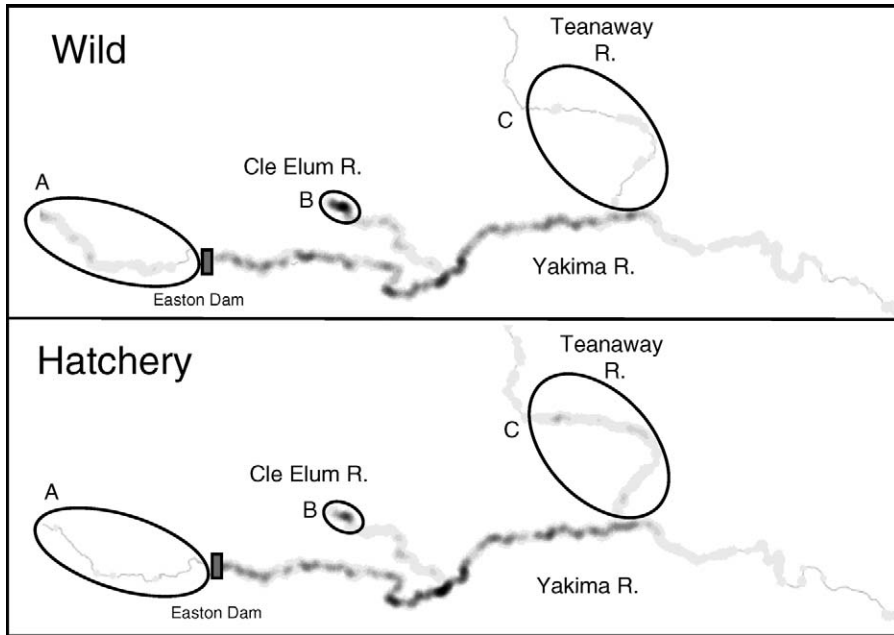 Wild
Teanaway
R.
C
Cle Elum R.
A
B
Yakima R.
Easton Dam
Hatchery
Teanaway
R.
C
Cle Elum R.
A
B
Yakima R.
Easton Dam